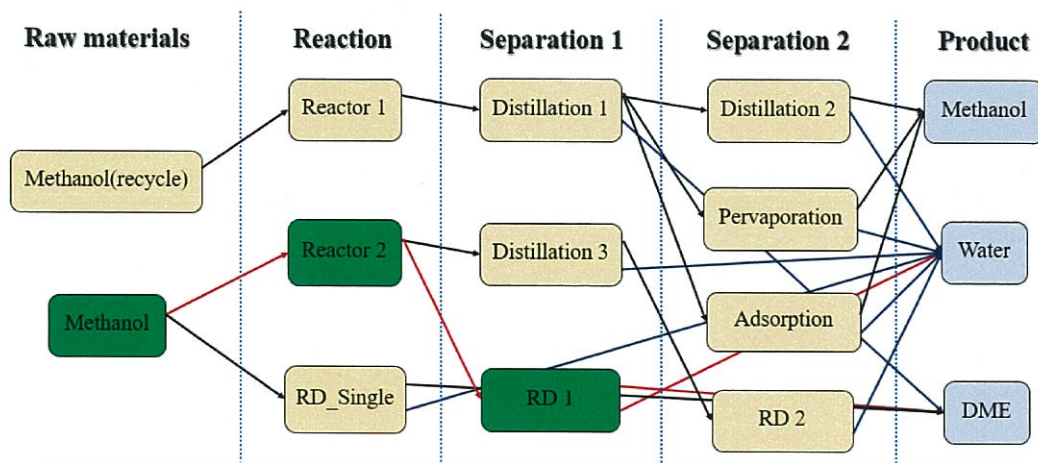 Raw materials
Reaction
Separation 1
Separation 2
Product
Reactor 1
Distillation 1
Distillation 2
Methanol
Methanol(recycle)
Pervaporation
Reactor 2
Distillation 3
Water
Methanol
Adsorption
RD_Single
RD 1
RD 2
DME